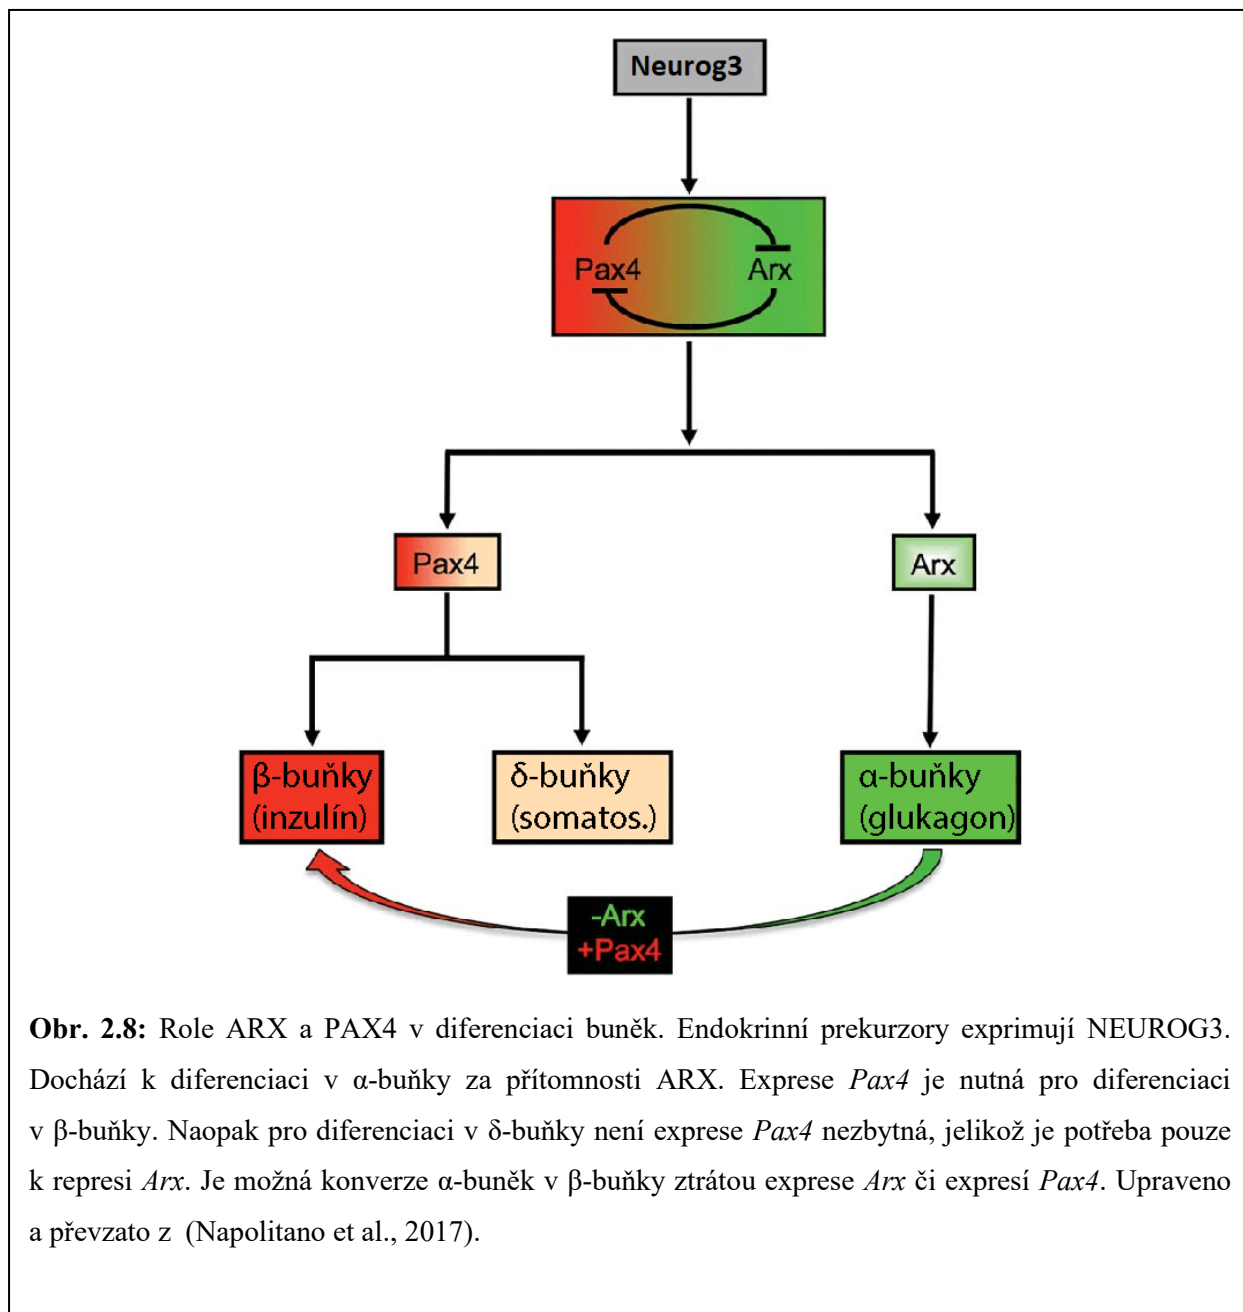 Neurog3
Pax4 Arx
Pax4 Arx
β-buňky δ-buňky α-buňky
(inzulín) (somatos.) (glukagon)
-Arx
+Pax4
Obr. 2.8: Role ARX a PAX4 v diferenciaci buněk. Endokrinní prekurzory exprimují NEUROG3.
Dochází k diferenciaci v α-buňky za přítomnosti ARX. Exprese Pax4 je nutná pro diferenciaci
v β-buňky. Naopak pro diferenciaci v δ-buňky není exprese Pax4 nezbytná, jelikož je potřeba pouze
k represi Arx. Je možná konverze α-buněk v β-buňky ztrátou exprese Arx či expresí Pax4. Upraveno
a převzato z (Napolitano et al., 2017).